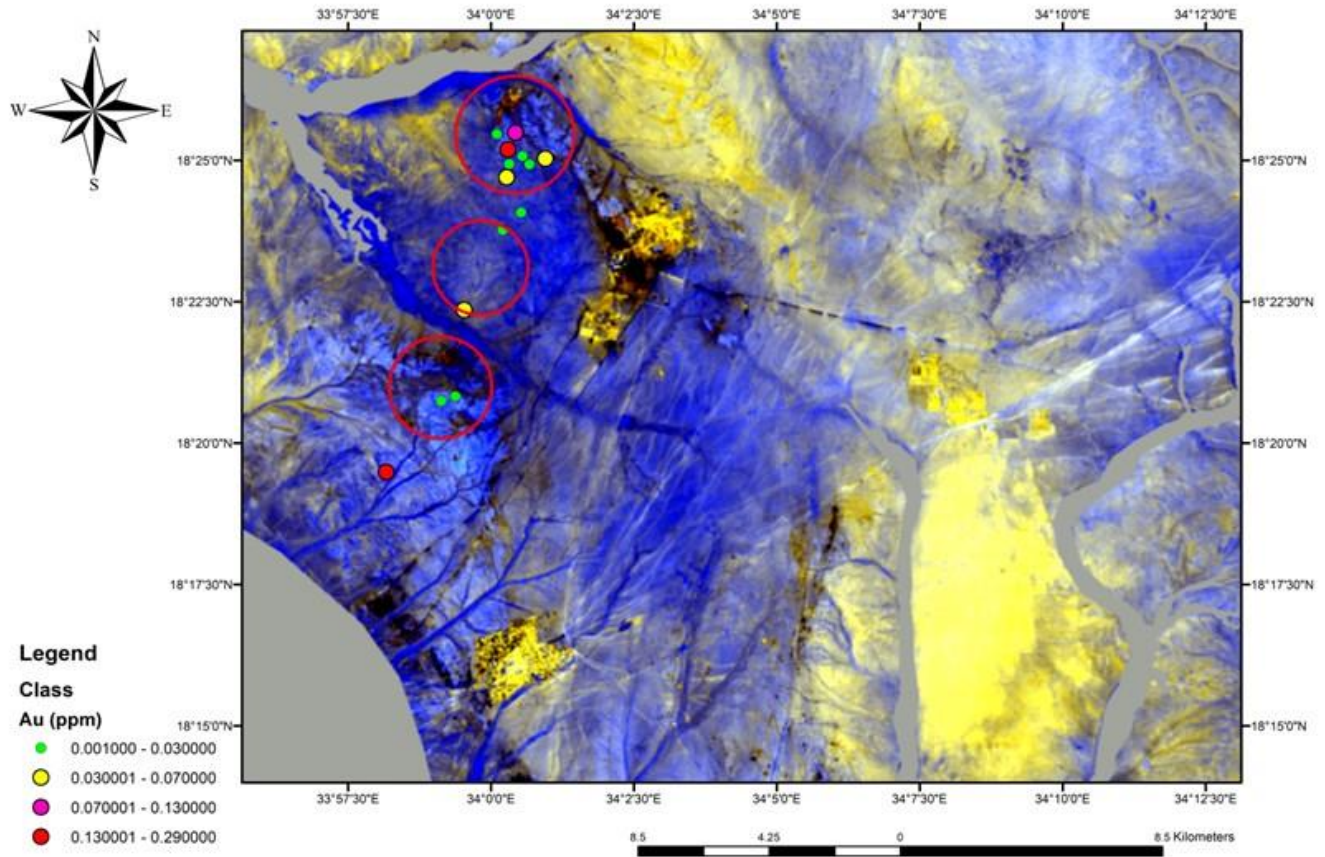 33°57'30"E 34°0'0"E 34°2'30"E 34°5'0"E 34°7'30"E 34°10'0"E 34°12'30"E
N
W E
S
18°25'0"N 18°25'0"N
18°22'30"N 18°22'30"N
18°20'0"N 18°20'0"N
18°17'30"N 18°17'30"N
18°15'0"N 18°15'0"N
33°57'30"E 34°0'0"E 34°2'30"E 34°5'0"E 34°7'30"E 34°10'0"E 34°12'30"E
Legend
Class
Au (ppm)
0.001000 - 0.030000
0.030001 - 0.070000
0.070001 - 0.130000
0.130001 - 0.290000
8.5 4.25 0 8.5 Kilometers